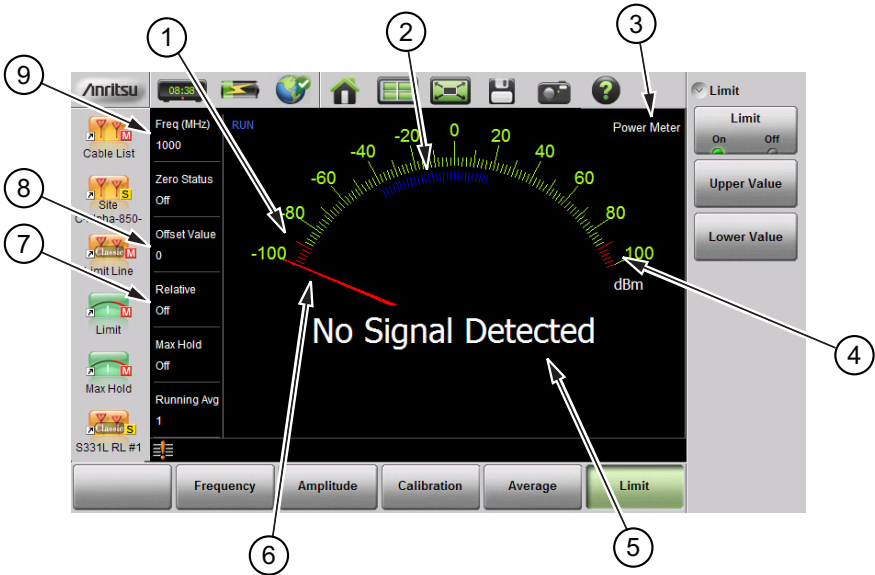 1
2
3
9
8
7
4
6
5
/Inritsu
08:38
Limit
Limit
On Off
Upper Value
Lower Value
Cable List
Site
Limit Line
Classic
Limit
Max Hold
Classic
S331L RL #1
M
S
M
M
M
S
Freq (MHz)
1000
Zero Status
Off
Offset Value
0
Relative
Off
Max Hold
Off
Running Avg
1
RUN
Power Meter
-100
-80
-60
-40
-20
0
20
40
60
80
100
dBm
No Signal Detected
Frequency
Amplitude
Calibration
Average
Limit